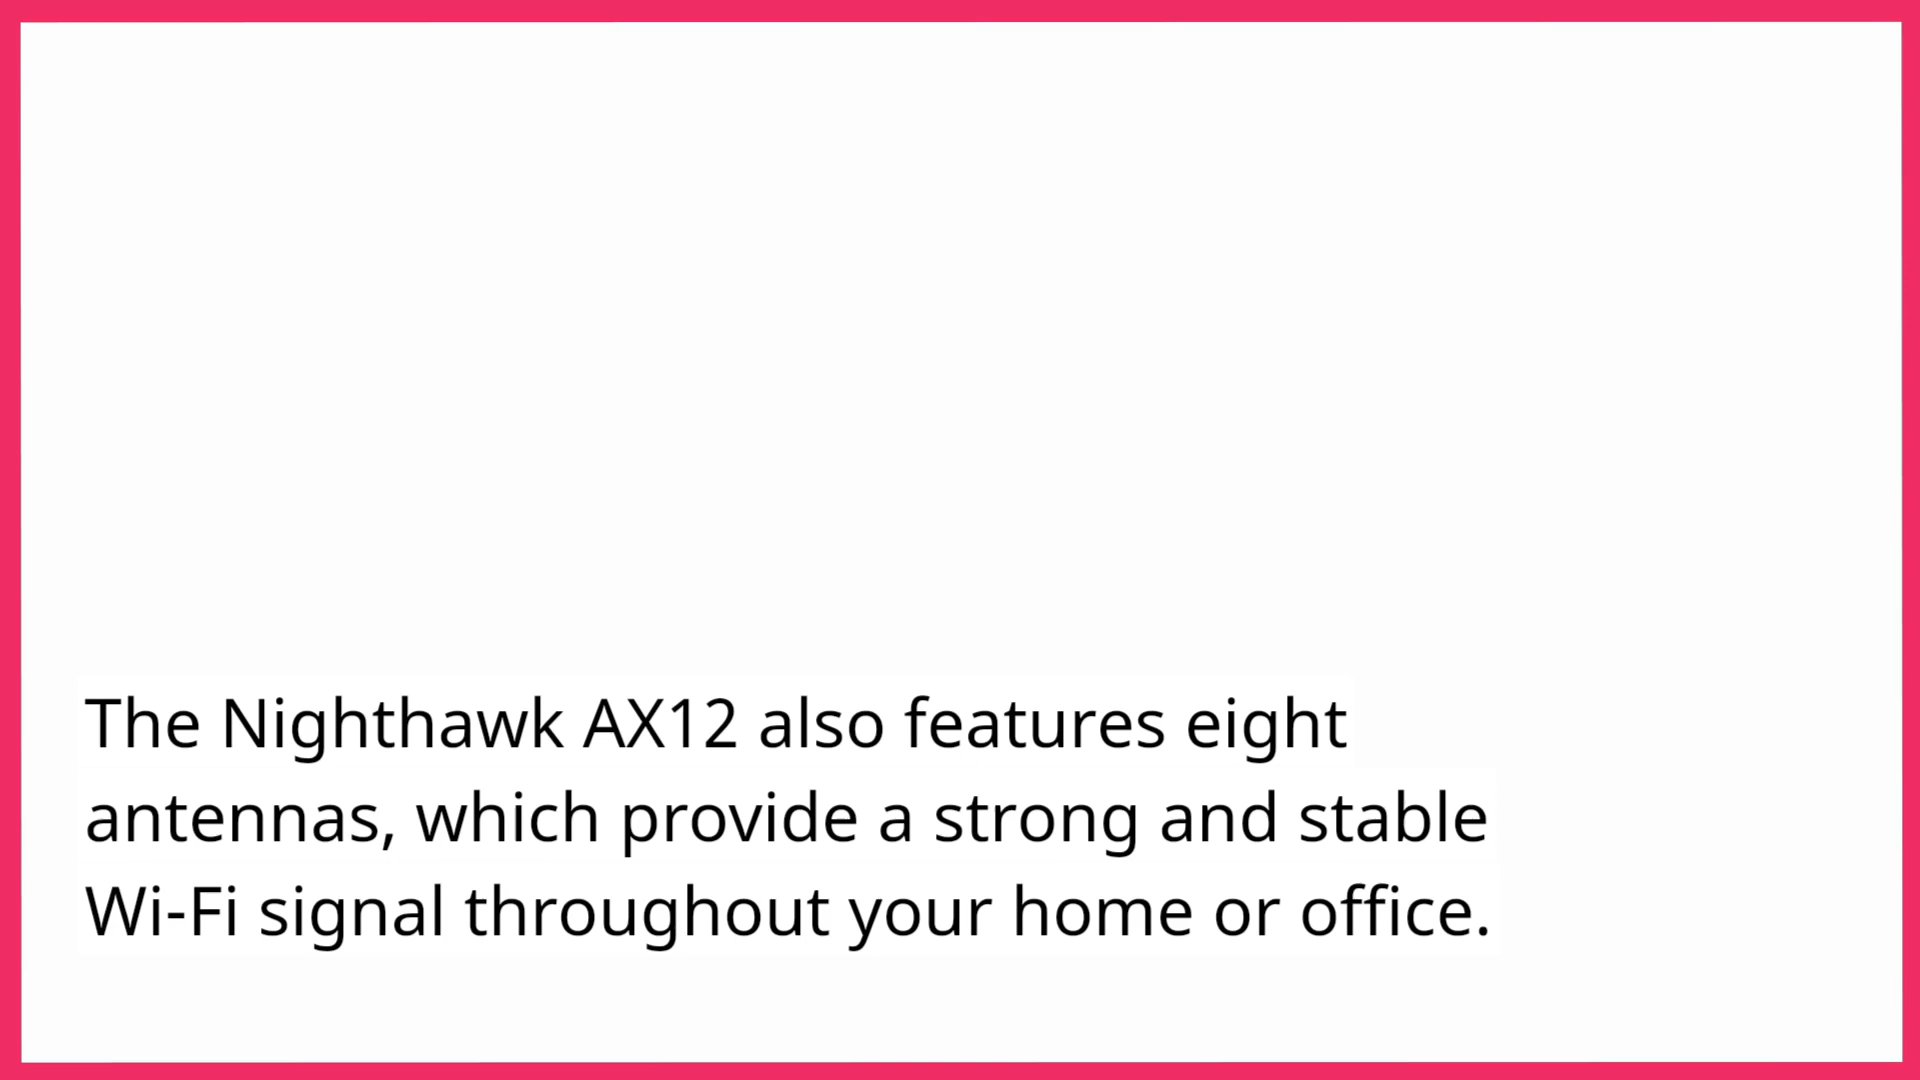 The Nighthawk AX12 also features eight
antennas, which provide a strong and stable
Wi-Fi signal throughout your home or office.